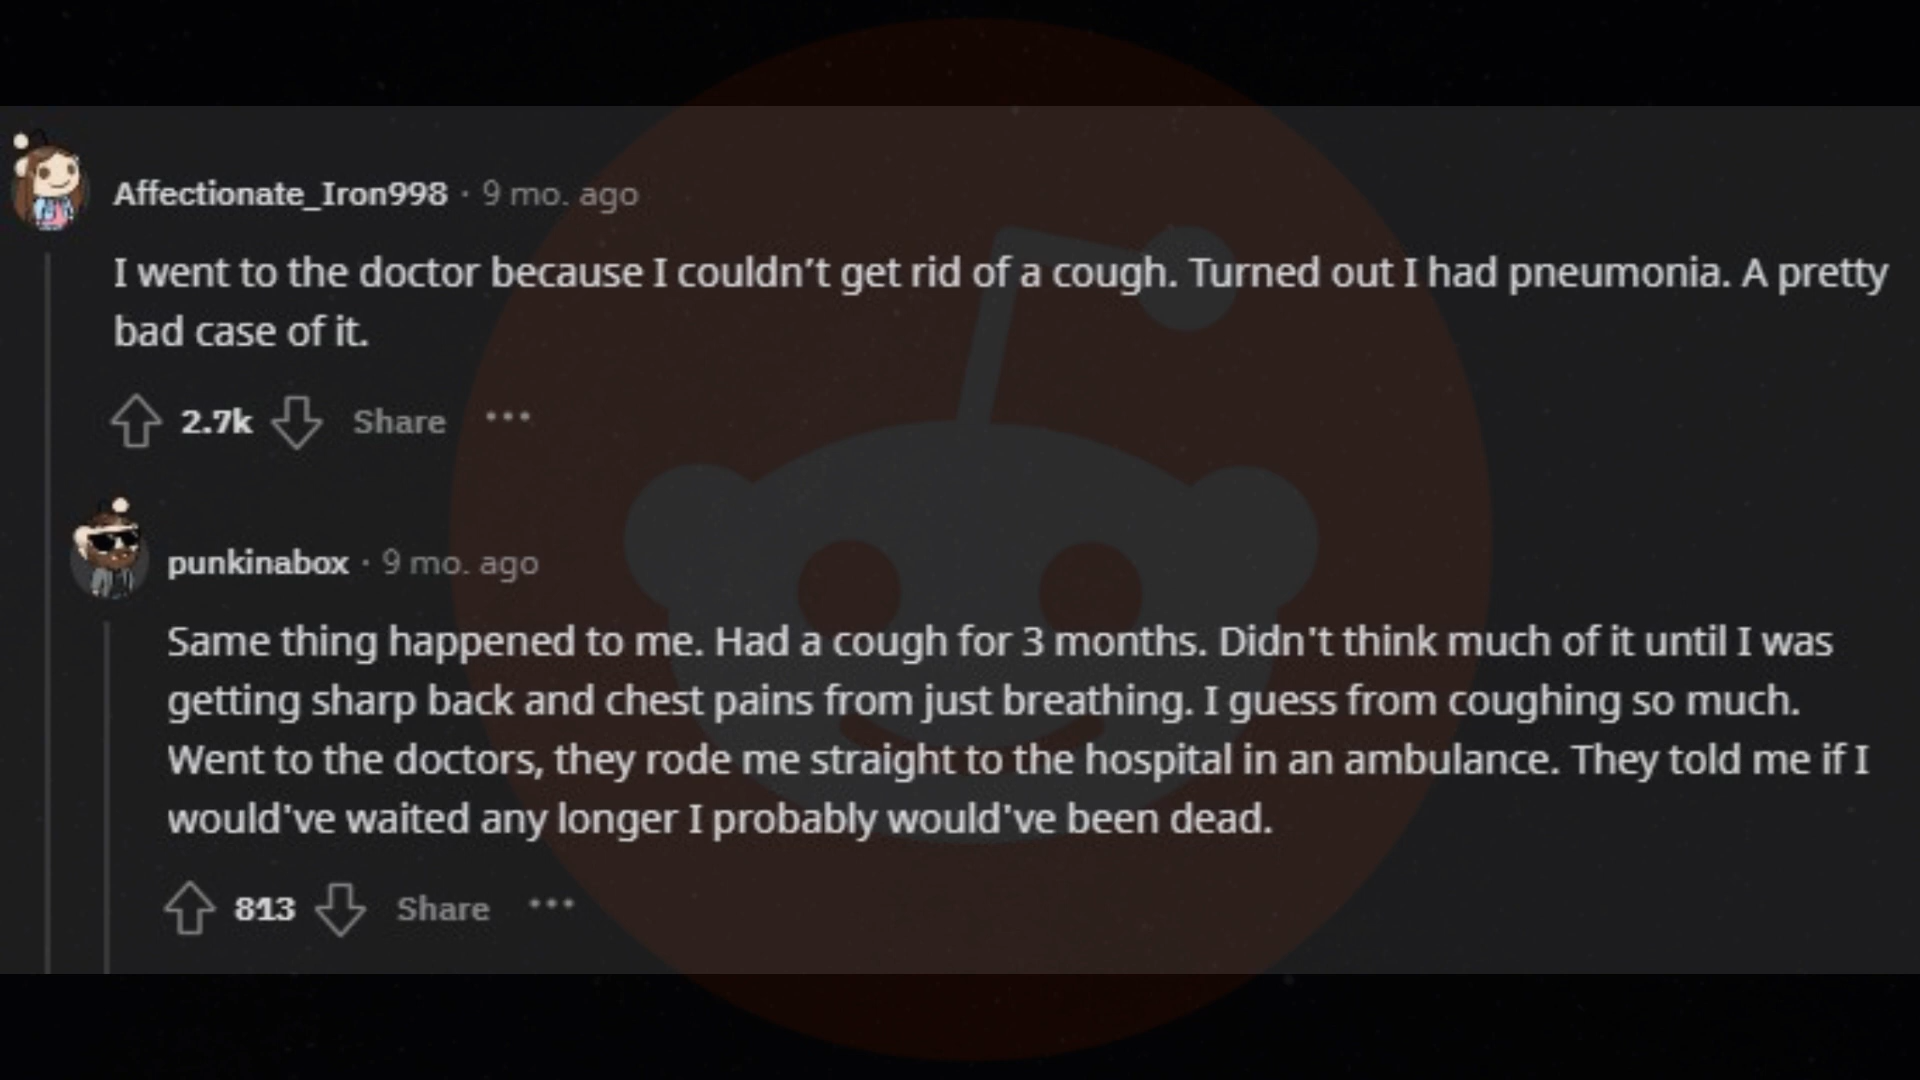 Affectionate_Iron998 · 9 mo. ago
I went to the doctor because I couldn’t get rid of a cough. Turned out I had pneumonia. A pretty
bad case of it.
2.7k Share ···
punkinabox · 9 mo. ago
Same thing happened to me. Had a cough for 3 months. Didn't think much of it until I was
getting sharp back and chest pains from just breathing. I guess from coughing so much.
Went to the doctors, they rode me straight to the hospital in an ambulance. They told me if I
would've waited any longer I probably would've been dead.
813 Share ···